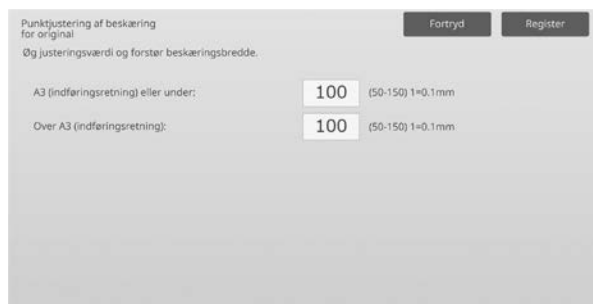 Punktjustering af beskæring
for original
Fortryd
Register
Øg justeringsværdi og forstør beskæringsbredde.
A3 (indføringsretning) eller under:
100
(50-150) 1=0.1mm
Over A3 (indføringsretning):
100
(50-150) 1=0.1mm